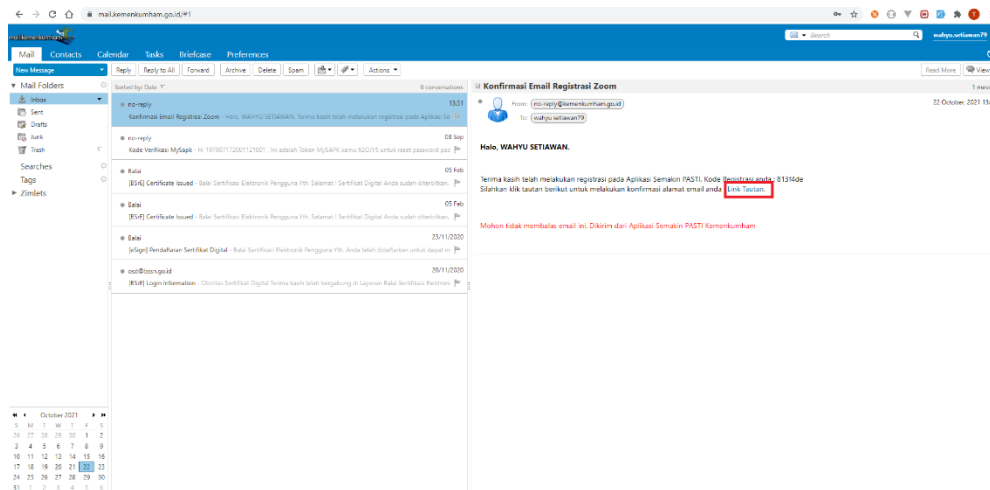 mail.kemenkumham.go.id/#1
mail.kemenkumham
Search
wahyu.setiawan79
Mail Contacts Calendar Tasks Briefcase Preferences
New Message
Reply Reply to All Forward Archive Delete Spam Actions
Read More View
Mail Folders
Inbox
Sent
Drafts
Junk
Trash
Searches
Tags
Zimlets
Sorted by: Date 6 conversations
no-reply 13:31
Konfirmasi Email Registrasi Zoom - Halo, WAHYU SETIAWAN. Terima kasih telah melakukan registrasi pada Aplikasi Se
no-reply 08 Sep
Kode Verifikasi MySapk - Hi 197907172001121001 , Ini adalah Token MySAPK kamu 62OJY5 untuk reset password pac
Balai 05 Feb
[BSrE] Certificate Issued - Balai Sertifikasi Elektronik Pengguna Yth, Selamat ! Sertifikat Digital Anda sudah diterbitkan.
Balai 05 Feb
[BSrE] Certificate Issued - Balai Sertifikasi Elektronik Pengguna Yth, Selamat ! Sertifikat Digital Anda sudah diterbitkan.
Balai 23/11/2020
[eSign] Pendaftaran Sertifikat Digital - Balai Sertifikasi Elektronik Pengguna Yth, Anda telah didaftarkan untuk dapat m
osd@bssn.go.id 20/11/2020
[BSrE] Login Information - Otoritas Sertifikat Digital Terima kasih telah bergabung di Layanan Balai Sertifikasi Elektroni
Konfirmasi Email Registrasi Zoom 1 mess
From: no-reply@kemenkumham.go.id 22 October, 2021 13:
To: wahyu setiawan79
Halo, WAHYU SETIAWAN.
Terima kasih telah melakukan registrasi pada Aplikasi Semakin PASTI. Kode Registrasi anda : 813f4de
Silahkan klik tautan berikut untuk melakukan konfirmasi alamat email anda Link Tautan.
Mohon tidak membalas email ini. Dikirim dari Aplikasi Semakin PASTI Kemenkumham
October 2021
S M T W T F S
26 27 28 29 30 1 2
3 4 5 6 7 8 9
10 11 12 13 14 15 16
17 18 19 20 21 22 23
24 25 26 27 28 29 30
31 1 2 3 4 5 6